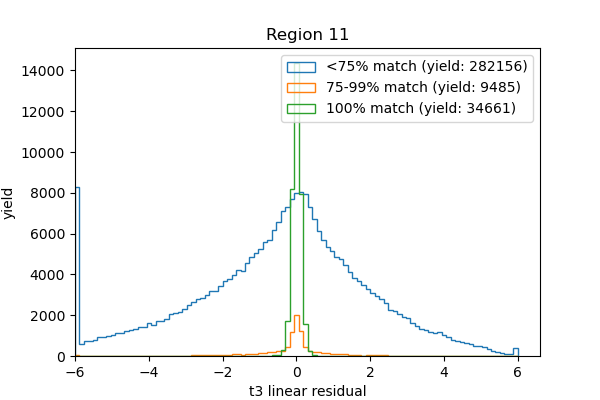 Region 11
<75% match (yield: 282156)
75-99% match (yield: 9485)
100% match (yield: 34661)
14000
12000
10000
8000
6000
4000
2000
0
yield
−6 −4 −2 0 2 4 6
t3 linear residual